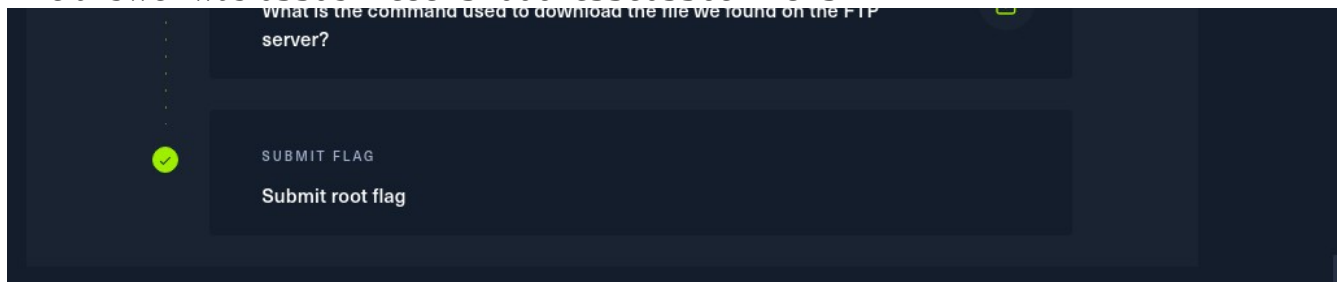 What is the command used to download the file we found on the FTP
server?
SUBMIT FLAG
Submit root flag